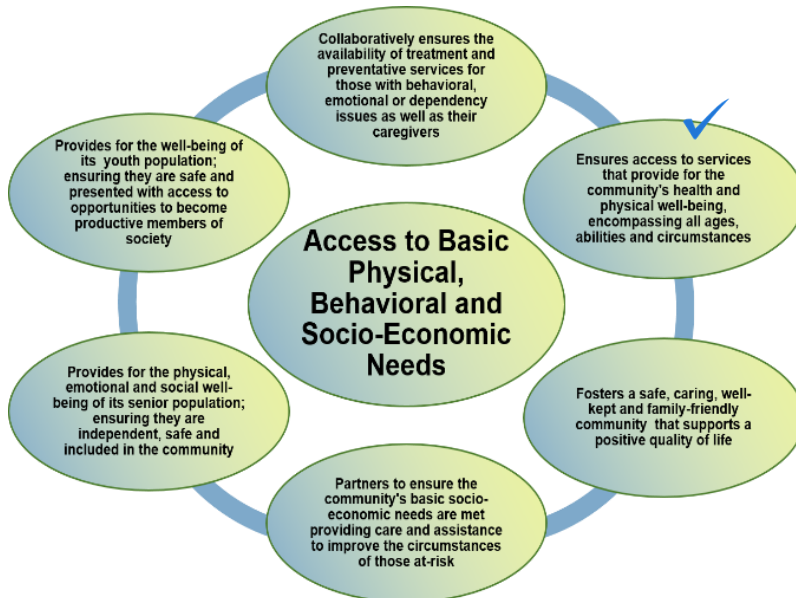 Collaboratively ensures the
availability of treatment and
preventative services for
those with behavioral,
emotional or dependency
issues as well as their
caregivers
Ensures access to services
that provide for the
community's health and
physical well-being,
encompassing all ages,
abilities and circumstances
Fosters a safe, caring, well-
kept and family-friendly
community that supports a
positive quality of life
Partners to ensure the
community's basic socio-
economic needs are met
providing care and assistance
to improve the circumstances
of those at-risk
Provides for the physical,
emotional and social well-
being of its senior population;
ensuring they are
independent, safe and
included in the community
Provides for the well-being of
its youth population;
ensuring they are safe and
presented with access to
opportunities to become
productive members of
society
Access to Basic
Physical,
Behavioral and
Socio-Economic
Needs